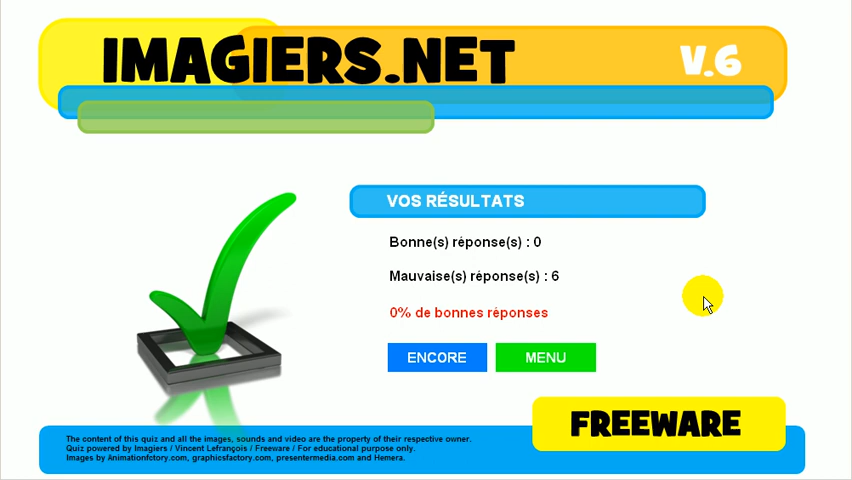 IMAGIERS.NET
V.6
VOS RÉSULTATS
Bonne(s) réponse(s) : 0
Mauvaise(s) réponse(s) : 6
0% de bonnes réponses
ENCORE
MENU
FREEWARE
The content of this quiz and all the images, sounds and video are the property of their respective owner.
Quiz powered by Imagiers / Vincent Lefrançois / Freeware / For educational purpose only.
Images by Animationfctory.com, graphicsfactory.com, presentermedia.com and Hemera.